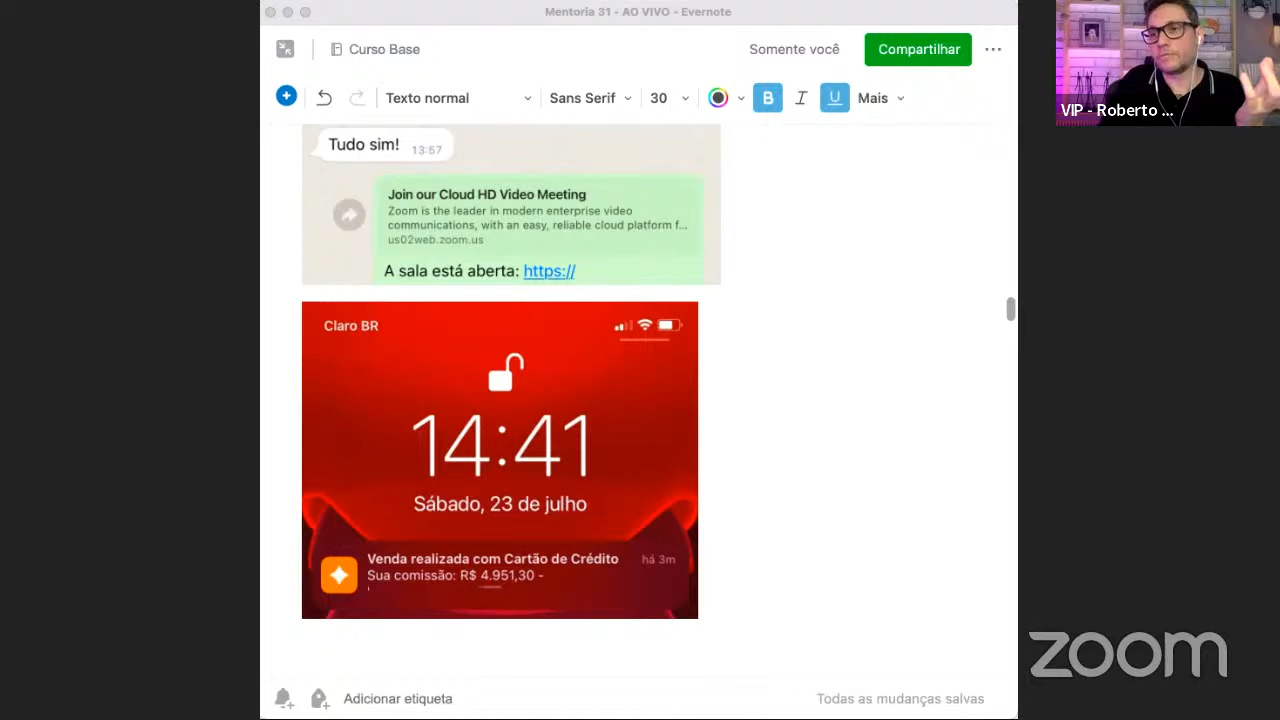 Mentoria 31 - AO VIVO - Evernote
Curso Base
Somente você
Compartilhar
Texto normal
Sans Serif
30
B
I
U
Mais
Tudo sim! 13:57
Join our Cloud HD Video Meeting
Zoom is the leader in modern enterprise video
communications, with an easy, reliable cloud platform f...
us02web.zoom.us
A sala está aberta: https://
Claro BR
14:41
Sábado, 23 de julho
Venda realizada com Cartão de Crédito há 3m
Sua comissão: R$ 4.951,30 -
Adicionar etiqueta
Todas as mudanças salvas
VIP - Roberto ...
zoom